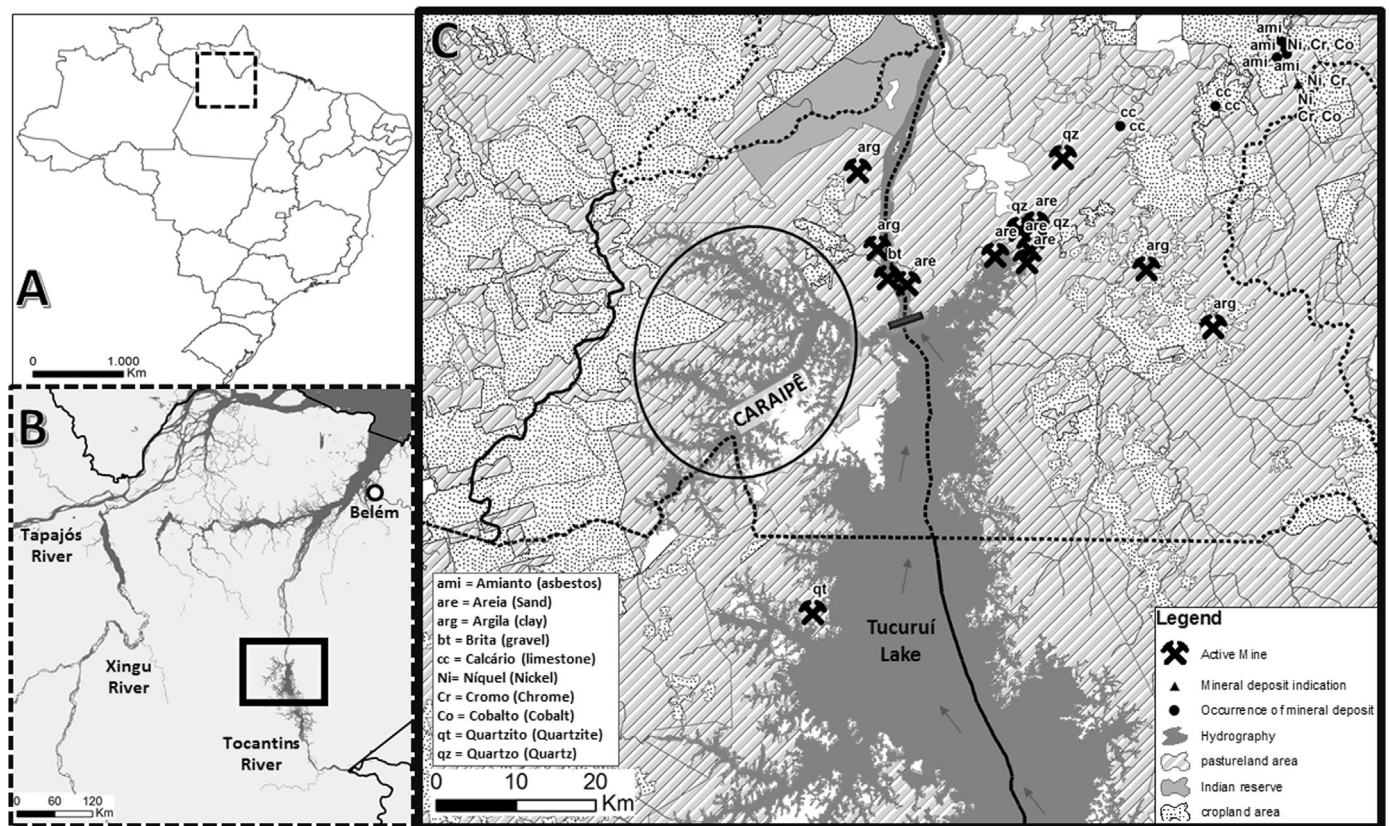 A
0 1.000
Km
B
Belém
Tapajós
River
Xingu
River
Tocantins
River
0 60 120
Km
C
ami
ami Ni, Cr, Co
ami ami
Ni, Cr,
Ni,
Cr, Co
cc
cc
cc
cc
qz
arg
are
qz
are qz
are are
arg
bt
are
arg
arg
CARAIPÊ
qt
Tucuruí
Lake
ami = Amianto (asbestos)
are = Areia (Sand)
arg = Argila (clay)
bt = Brita (gravel)
cc = Calcário (limestone)
Ni= Níquel (Nickel)
Cr = Cromo (Chrome)
Co = Cobalto (Cobalt)
qt = Quartzito (Quartzite)
qz = Quartzo (Quartz)
0 10 20
Km
Legend
Active Mine
Mineral deposit indication
Occurrence of mineral deposit
Hydrography
pastureland area
Indian reserve
cropland area